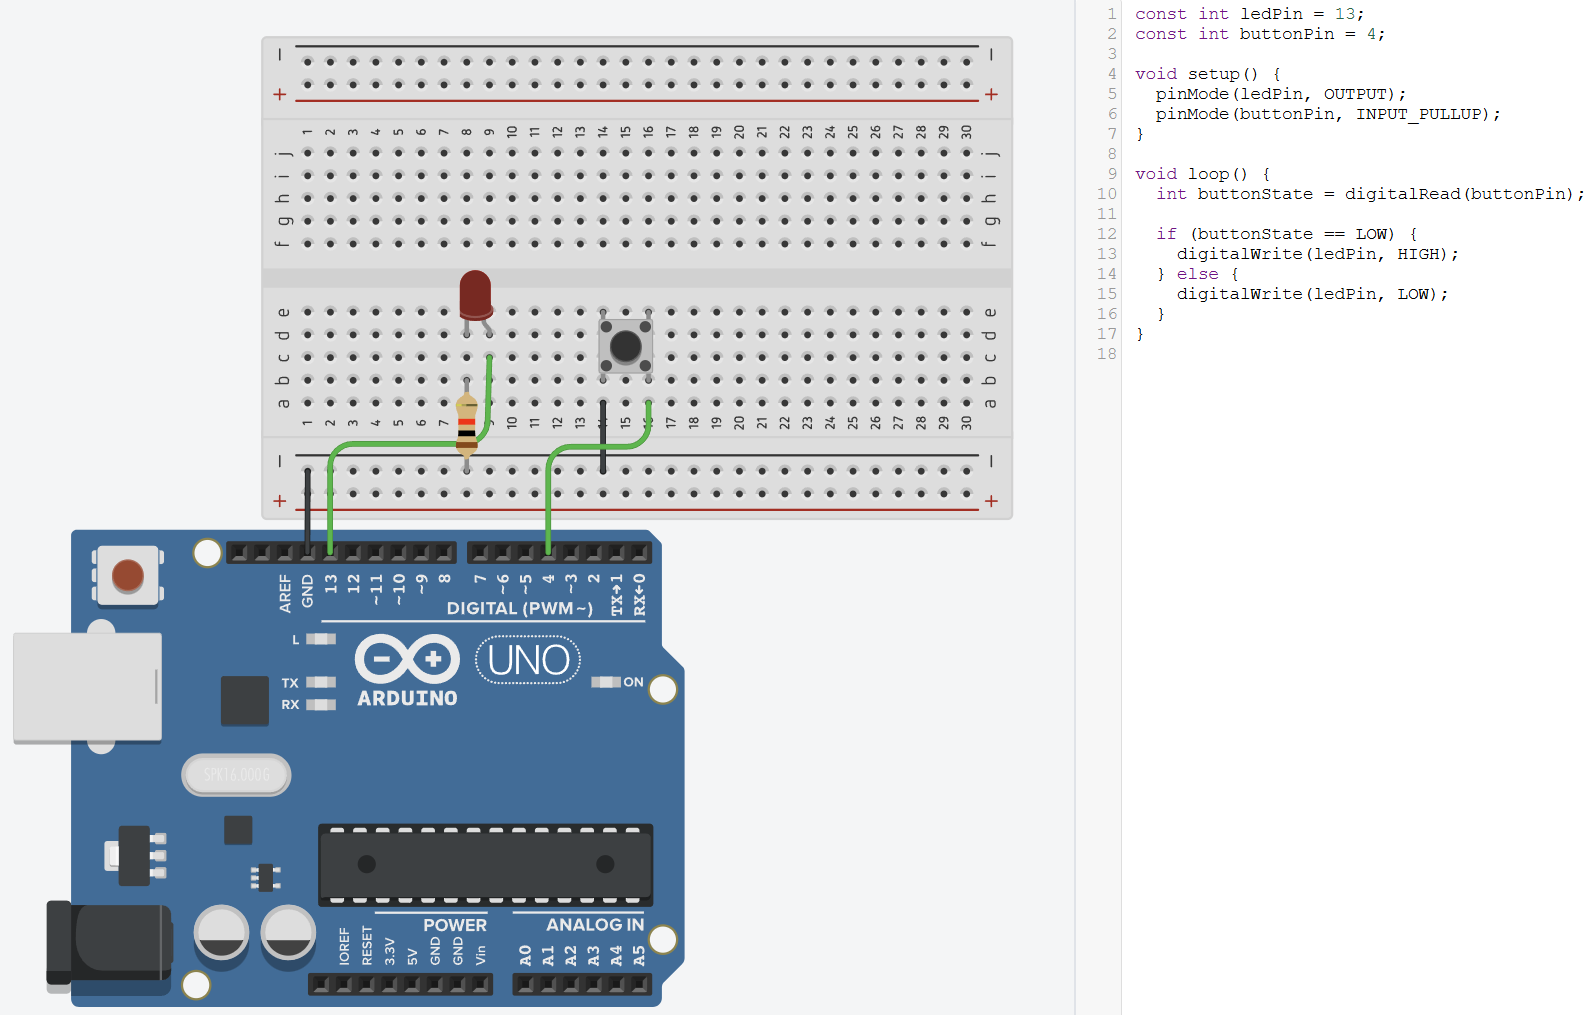 − −
+ +
1 2 3 4 5 6 7 8 9 10 11 12 13 14 15 16 17 18 19 20 21 22 23 24 25 26 27 28 29 30
j j
i i
h h
g g
f f
e e
d d
c c
b b
a a
1 2 3 4 5 6 7 8 9 10 11 12 13 15 16 17 18 19 20 21 22 23 24 25 26 27 28 29 30
− −
+ +
AREF GND 13 12 ~11 ~10 ~9 8 7 ~6 ~5 4 ~3 2 TX→1 RX←0
DIGITAL (PWM~)
L
UNO
TX
RX
ON
ARDUINO
SPK16.000G
POWER
ANALOG IN
IOREF RESET 3.3V 5V GND GND Vin A0 A1 A2 A3 A4 A5
1 const int ledPin = 13;
2 const int buttonPin = 4;
3
4 void setup() {
5   pinMode(ledPin, OUTPUT);
6   pinMode(buttonPin, INPUT_PULLUP);
7 }
8
9 void loop() {
10   int buttonState = digitalRead(buttonPin);
11
12   if (buttonState == LOW) {
13     digitalWrite(ledPin, HIGH);
14   } else {
15     digitalWrite(ledPin, LOW);
16   }
17 }
18